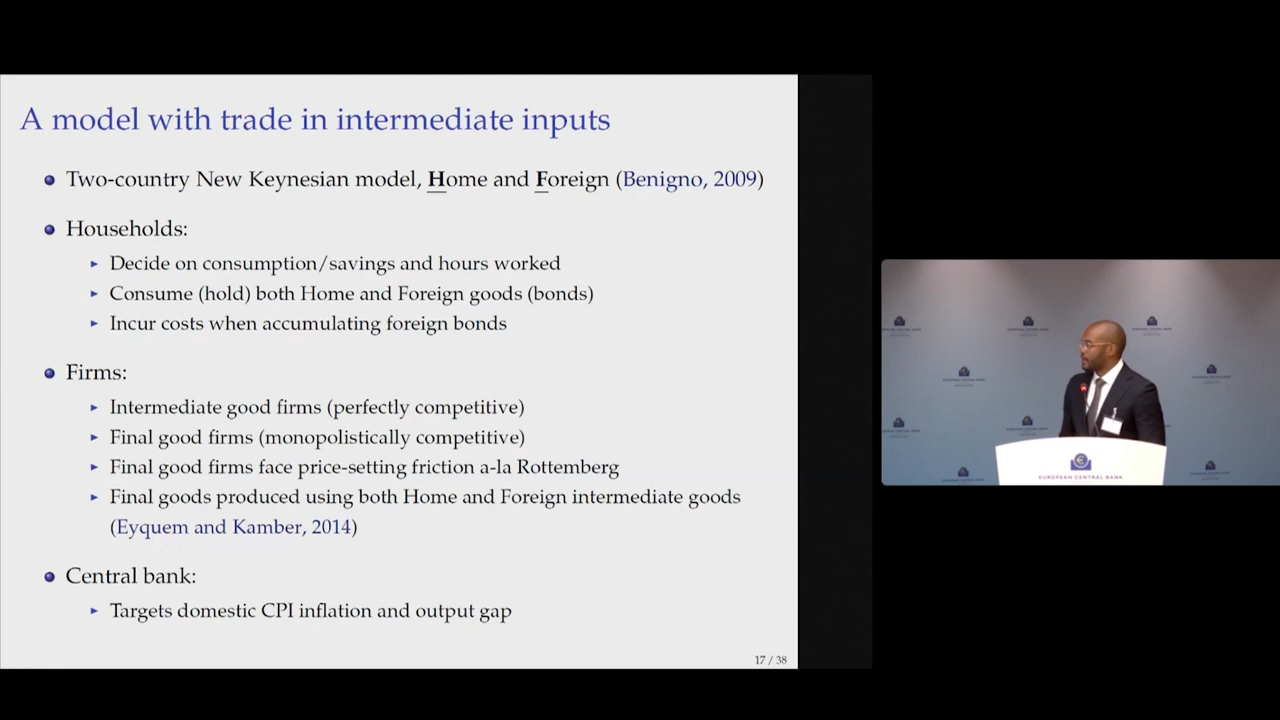 A model with trade in intermediate inputs
Two-country New Keynesian model, Home and Foreign (Benigno, 2009)
Households:
Decide on consumption/savings and hours worked
Consume (hold) both Home and Foreign goods (bonds)
Incur costs when accumulating foreign bonds
Firms:
Intermediate good firms (perfectly competitive)
Final good firms (monopolistically competitive)
Final good firms face price-setting friction a-la Rottemberg
Final goods produced using both Home and Foreign intermediate goods
(Eyquem and Kamber, 2014)
Central bank:
Targets domestic CPI inflation and output gap
17 / 38
EUROPEAN CENTRAL BANK